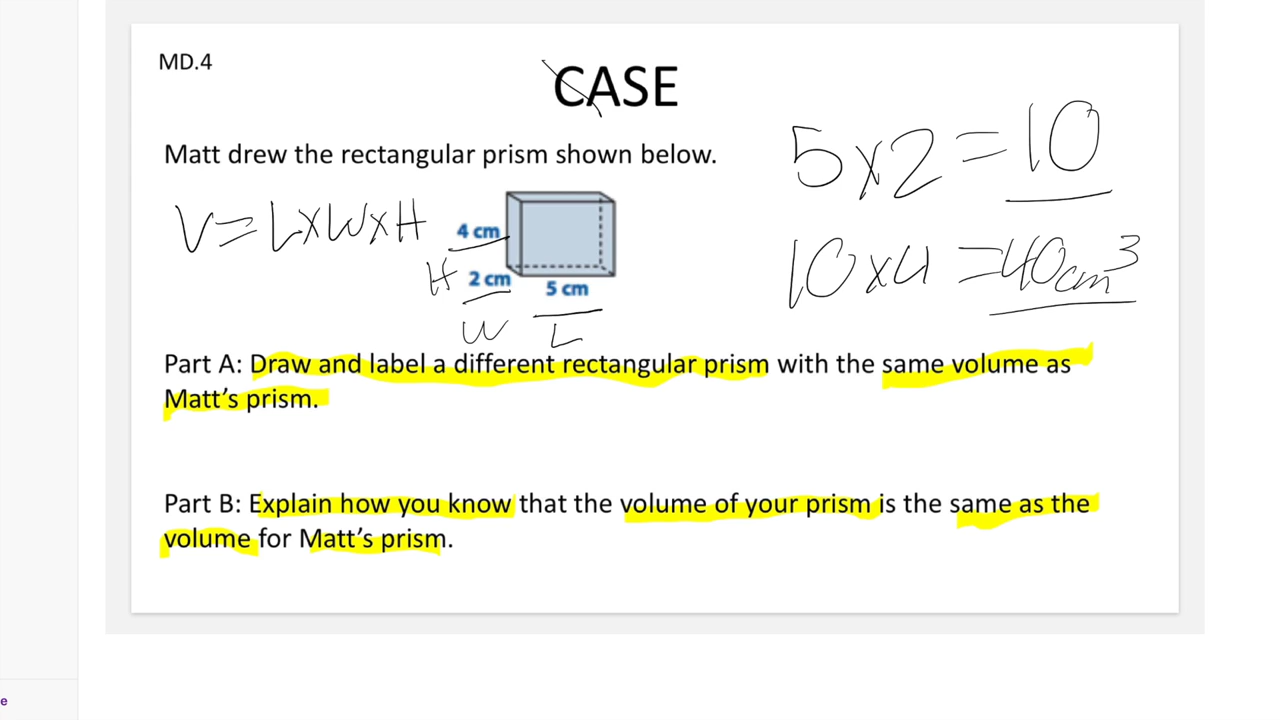 MD.4
CASE
Matt drew the rectangular prism shown below.
5x2=10
V=LxWxH
4 cm
H
2 cm
5 cm
W
L
10x4=40cm³
Part A: Draw and label a different rectangular prism with the same volume as
Matt’s prism.
Part B: Explain how you know that the volume of your prism is the same as the
volume for Matt’s prism.
e